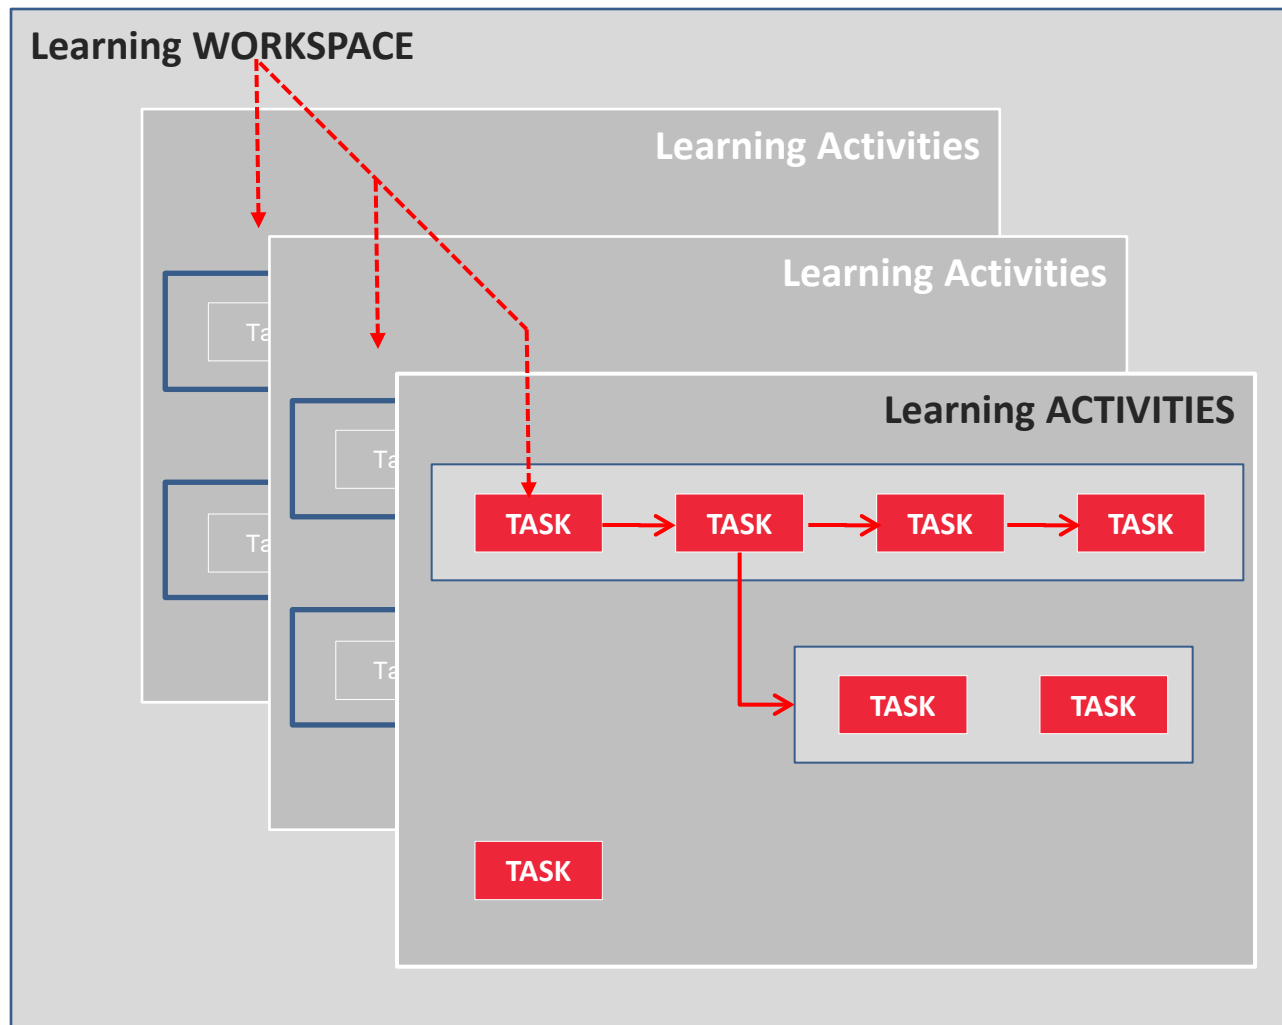 Learning WORKSPACE
Learning Activities
Learning Activities
Learning ACTIVITIES
TASK TASK TASK TASK
TASK TASK
TASK